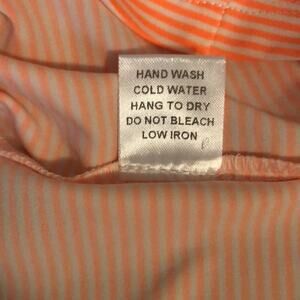 HAND WASH
COLD WATER
HANG TO DRY
DO NOT BLEACH
LOW IRON